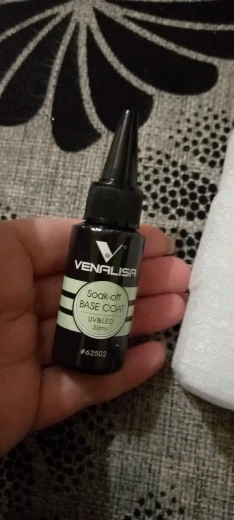 VENALISA
Soak-off
BASE COAT
UV&LED
30ml
#62502